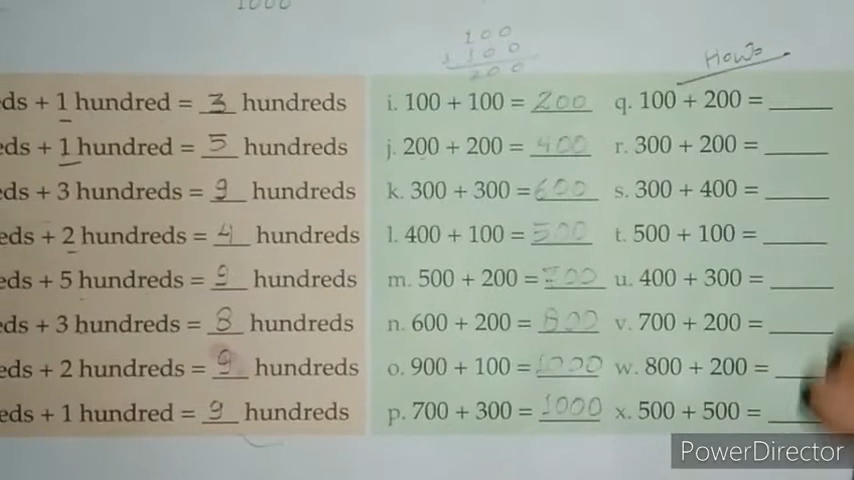 1000
100
+ 100
200
HoW
ds + 1 hundred = 3 hundreds
eds + 1 hundred = 5 hundreds
eds + 3 hundreds = 9 hundreds
eds + 2 hundreds = 4 hundreds
eds + 5 hundreds = 9 hundreds
eds + 3 hundreds = 8 hundreds
eds + 2 hundreds = 9 hundreds
eds + 1 hundred = 9 hundreds
i. 100 + 100 = 200
j. 200 + 200 = 400
k. 300 + 300 = 600
l. 400 + 100 = 500
m. 500 + 200 = 700
n. 600 + 200 = 800
o. 900 + 100 = 1000
p. 700 + 300 = 1000
q. 100 + 200 = ______
r. 300 + 200 = ______
s. 300 + 400 = ______
t. 500 + 100 = ______
u. 400 + 300 = ______
v. 700 + 200 = ______
w. 800 + 200 = ____
x. 500 + 500 = ______
PowerDirector